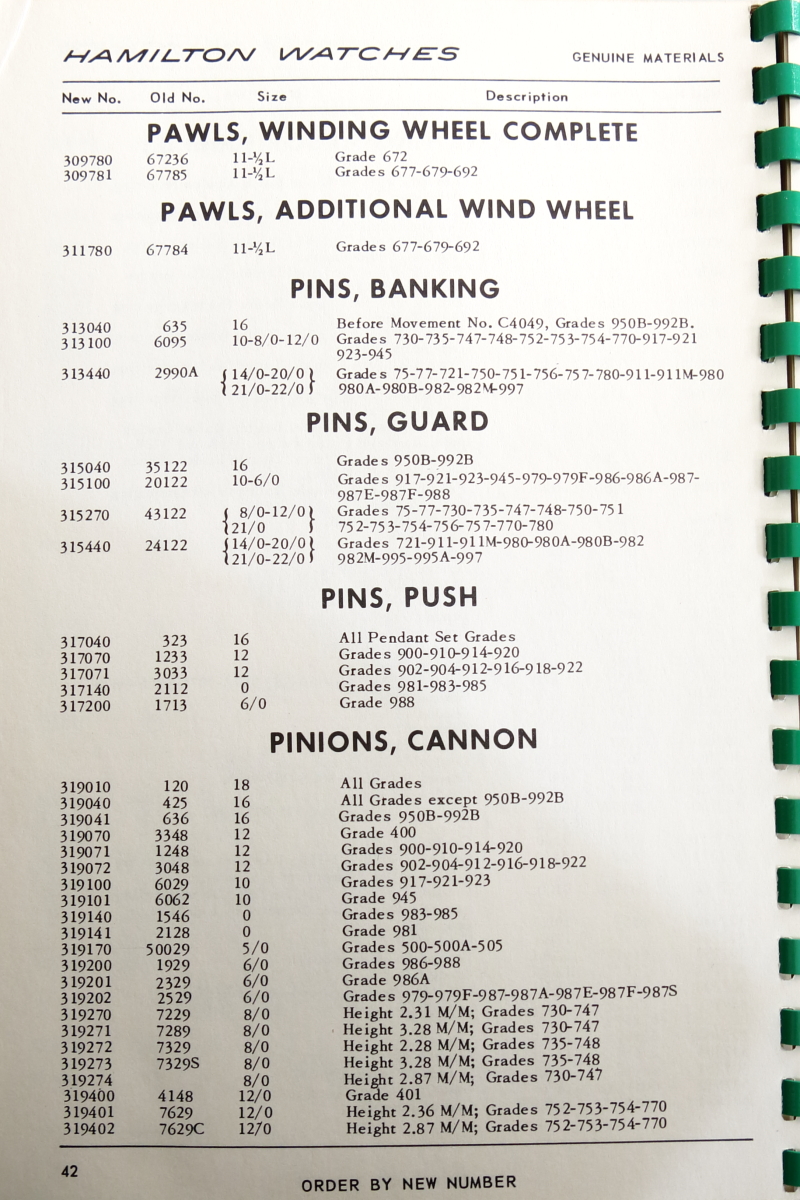 HAMILTON WATCHES GENUINE MATERIALS
New No. Old No. Size Description
PAWLS, WINDING WHEEL COMPLETE
309780 67236 11-½L Grade 672
309781 67785 11-½L Grades 677-679-692
PAWLS, ADDITIONAL WIND WHEEL
311780 67784 11-½L Grades 677-679-692
PINS, BANKING
313040 635 16 Before Movement No. C4049, Grades 950B-992B.
313100 6095 10-8/0-12/0 Grades 730-735-747-748-752-753-754-770-917-921
923-945
313440 2990A {14/0-20/0} Grades 75-77-721-750-751-756-757-780-911-911M-980
{21/0-22/0} 980A-980B-982-982M-997
PINS, GUARD
315040 35122 16 Grades 950B-992B
315100 20122 10-6/0 Grades 917-921-923-945-979-979F-986-986A-987-
987E-987F-988
315270 43122 { 8/0-12/0} Grades 75-77-730-735-747-748-750-751
{21/0 } 752-753-754-756-757-770-780
315440 24122 {14/0-20/0} Grades 721-911-911M-980-980A-980B-982
{21/0-22/0} 982M-995-995A-997
PINS, PUSH
317040 323 16 All Pendant Set Grades
317070 1233 12 Grades 900-910-914-920
317071 3033 12 Grades 902-904-912-916-918-922
317140 2112 0 Grades 981-983-985
317200 1713 6/0 Grade 988
PINIONS, CANNON
319010 120 18 All Grades
319040 425 16 All Grades except 950B-992B
319041 636 16 Grades 950B-992B
319070 3348 12 Grade 400
319071 1248 12 Grades 900-910-914-920
319072 3048 12 Grades 902-904-912-916-918-922
319100 6029 10 Grades 917-921-923
319101 6062 10 Grade 945
319140 1546 0 Grades 983-985
319141 2128 0 Grade 981
319170 50029 5/0 Grades 500-500A-505
319200 1929 6/0 Grades 986-988
319201 2329 6/0 Grade 986A
319202 2529 6/0 Grades 979-979F-987-987A-987E-987F-987S
319270 7229 8/0 Height 2.31 M/M; Grades 730-747
319271 7289 8/0 Height 3.28 M/M; Grades 730-747
319272 7329 8/0 Height 2.28 M/M; Grades 735-748
319273 7329S 8/0 Height 3.28 M/M; Grades 735-748
319274 8/0 Height 2.87 M/M; Grades 730-747
319400 4148 12/0 Grade 401
319401 7629 12/0 Height 2.36 M/M; Grades 752-753-754-770
319402 7629C 12/0 Height 2.87 M/M; Grades 752-753-754-770
42
ORDER BY NEW NUMBER